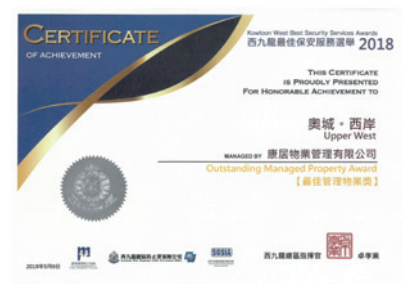 CERTIFICATE
OF ACHIEVEMENT
Kowloon West Best Security Services Awards
西九龍最佳保安服務選舉 2018
THIS CERTIFICATE
IS PROUDLY PRESENTED
FOR HONORABLE ACHIEVEMENT TO
奧城・西岸
Upper West
MANAGED BY 康居物業管理有限公司
Outstanding Managed Property Award
【最佳管理物業獎】
西九龍總區指揮官